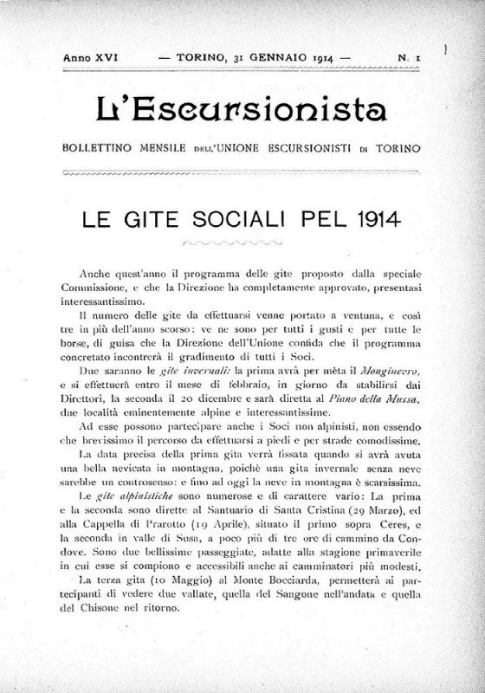 Anno XVI — TORINO, 31 GENNAIO 1914 — N. 1
L'Escursionista
BOLLETTINO MENSILE DELL'UNIONE ESCURSIONISTI DI TORINO
LE GITE SOCIALI PEL 1914
Anche quest'anno il programma delle gite proposto dalla speciale
Commissione, e che la Direzione ha completamente approvato, presentasi
interessantissimo.
Il numero delle gite da effettuarsi venne portato a ventuna, e così
tre in più dell'anno scorso: ve ne sono per tutti i gusti e per tutte le
borse, di guisa che la Direzione dell'Unione confida che il programma
concretato incontrerà il gradimento di tutti i Soci.
Due saranno le gite invernali: la prima avrà per mèta il Monginevro,
e si effettuerà entro il mese di febbraio, in giorno da stabilirsi dai
Direttori, la seconda il 20 dicembre e sarà diretta al Piano della Mussa,
due località eminentemente alpine e interessantissime.
Ad esse possono partecipare anche i Soci non alpinisti, non essendo
che brevissimo il percorso da effettuarsi a piedi e per strade comodissime.
La data precisa della prima gita verrà fissata quando si avrà avuta
una bella nevicata in montagna, poichè una gita invernale senza neve
sarebbe un controsenso: e fino ad oggi la neve in montagna è scarsissima.
Le gite alpinistiche sono numerose e di carattere vario: La prima
e la seconda sono dirette al Santuario di Santa Cristina (29 Marzo), ed
alla Cappella di Prarotto (19 Aprile), situato il primo sopra Ceres, e
la seconda in valle di Susa, a poco più di tre ore di cammino da Con-
dove. Sono due bellissime passeggiate, adatte alla stagione primaverile
in cui esse si compiono e accessibili anche ai camminatori più modesti.
La terza gita (10 Maggio) al Monte Bocciarda, permetterà ai par-
tecipanti di vedere due vallate, quella del Sangone nell'andata e quella
del Chisone nel ritorno.